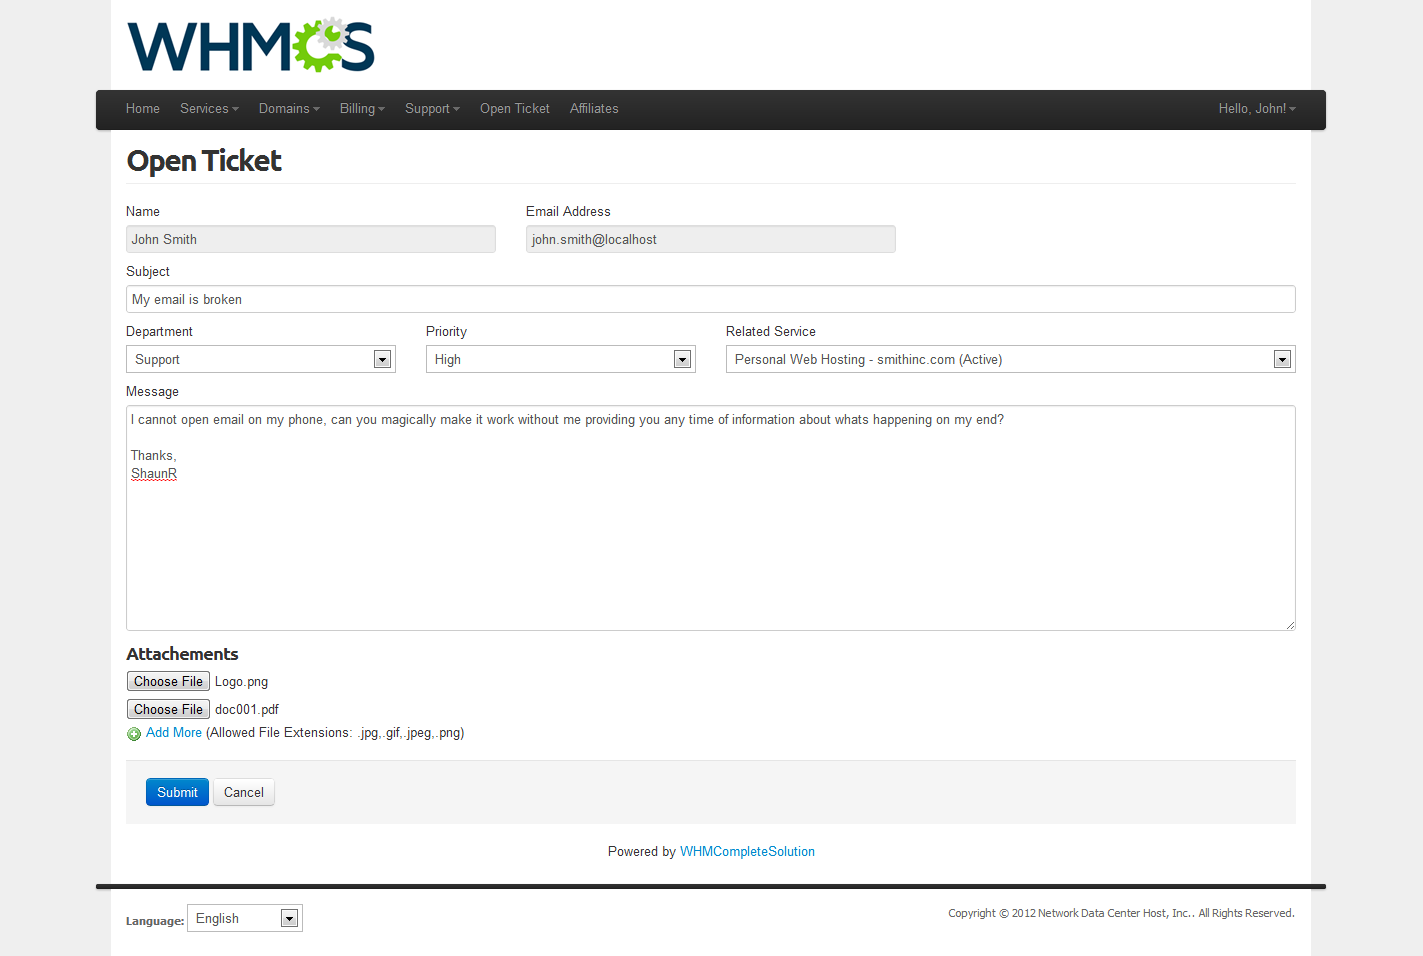 WHMCS
Home Services Domains Billing Support Open Ticket Affiliates Hello, John!
Open Ticket
Name Email Address
John Smith john.smith@localhost
Subject
My email is broken
Department Priority Related Service
Support High Personal Web Hosting - smithinc.com (Active)
Message
I cannot open email on my phone, can you magically make it work without me providing you any time of information about whats happening on my end?
Thanks,
ShaunR
Attachements
Choose File Logo.png
Choose File doc001.pdf
Add More (Allowed File Extensions: .jpg,.gif,.jpeg,.png)
Submit Cancel
Powered by WHMCompleteSolution
Language: English Copyright © 2012 Network Data Center Host, Inc.. All Rights Reserved.